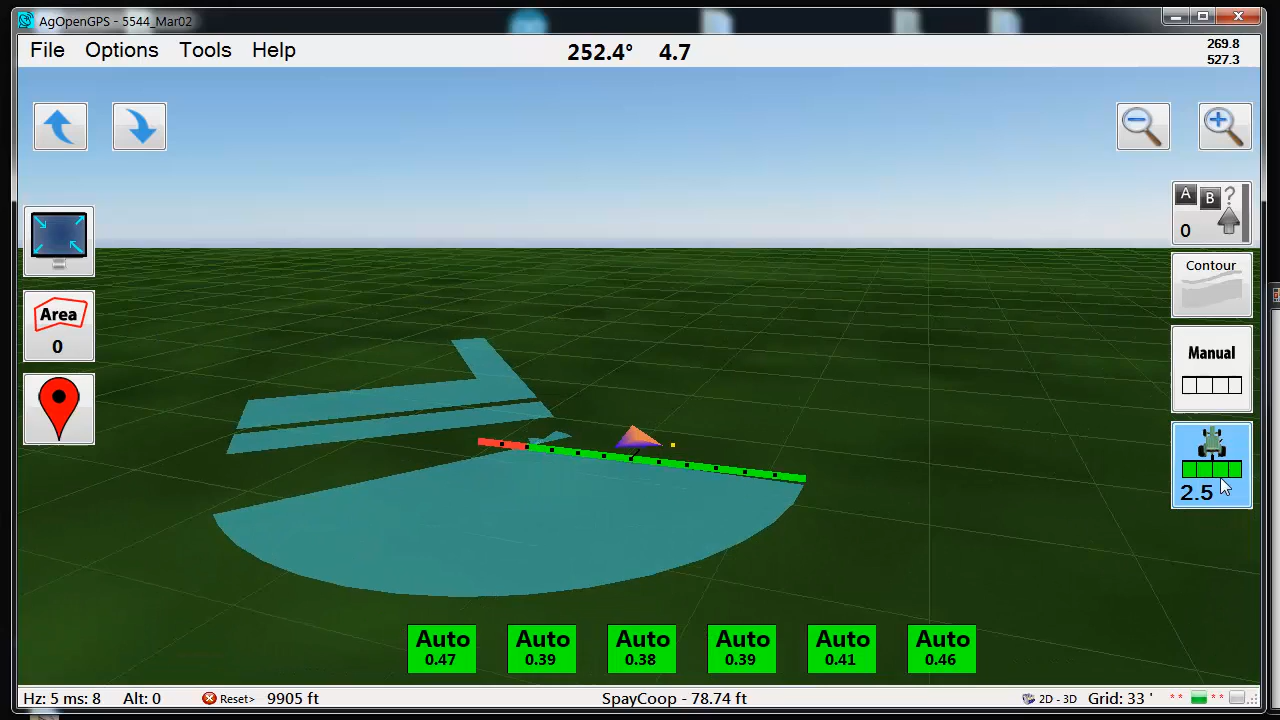 AgOpenGPS - 5544_Mar02
File Options Tools Help
252.4° 4.7
269.8
527.3
A B ?
0
Contour
Area
0
Manual
2.5
Auto Auto Auto Auto Auto Auto
0.47 0.39 0.38 0.39 0.41 0.46
Hz: 5 ms: 8 Alt: 0 Reset> 9905 ft SpayCoop - 78.74 ft 2D - 3D Grid: 33 ' " "